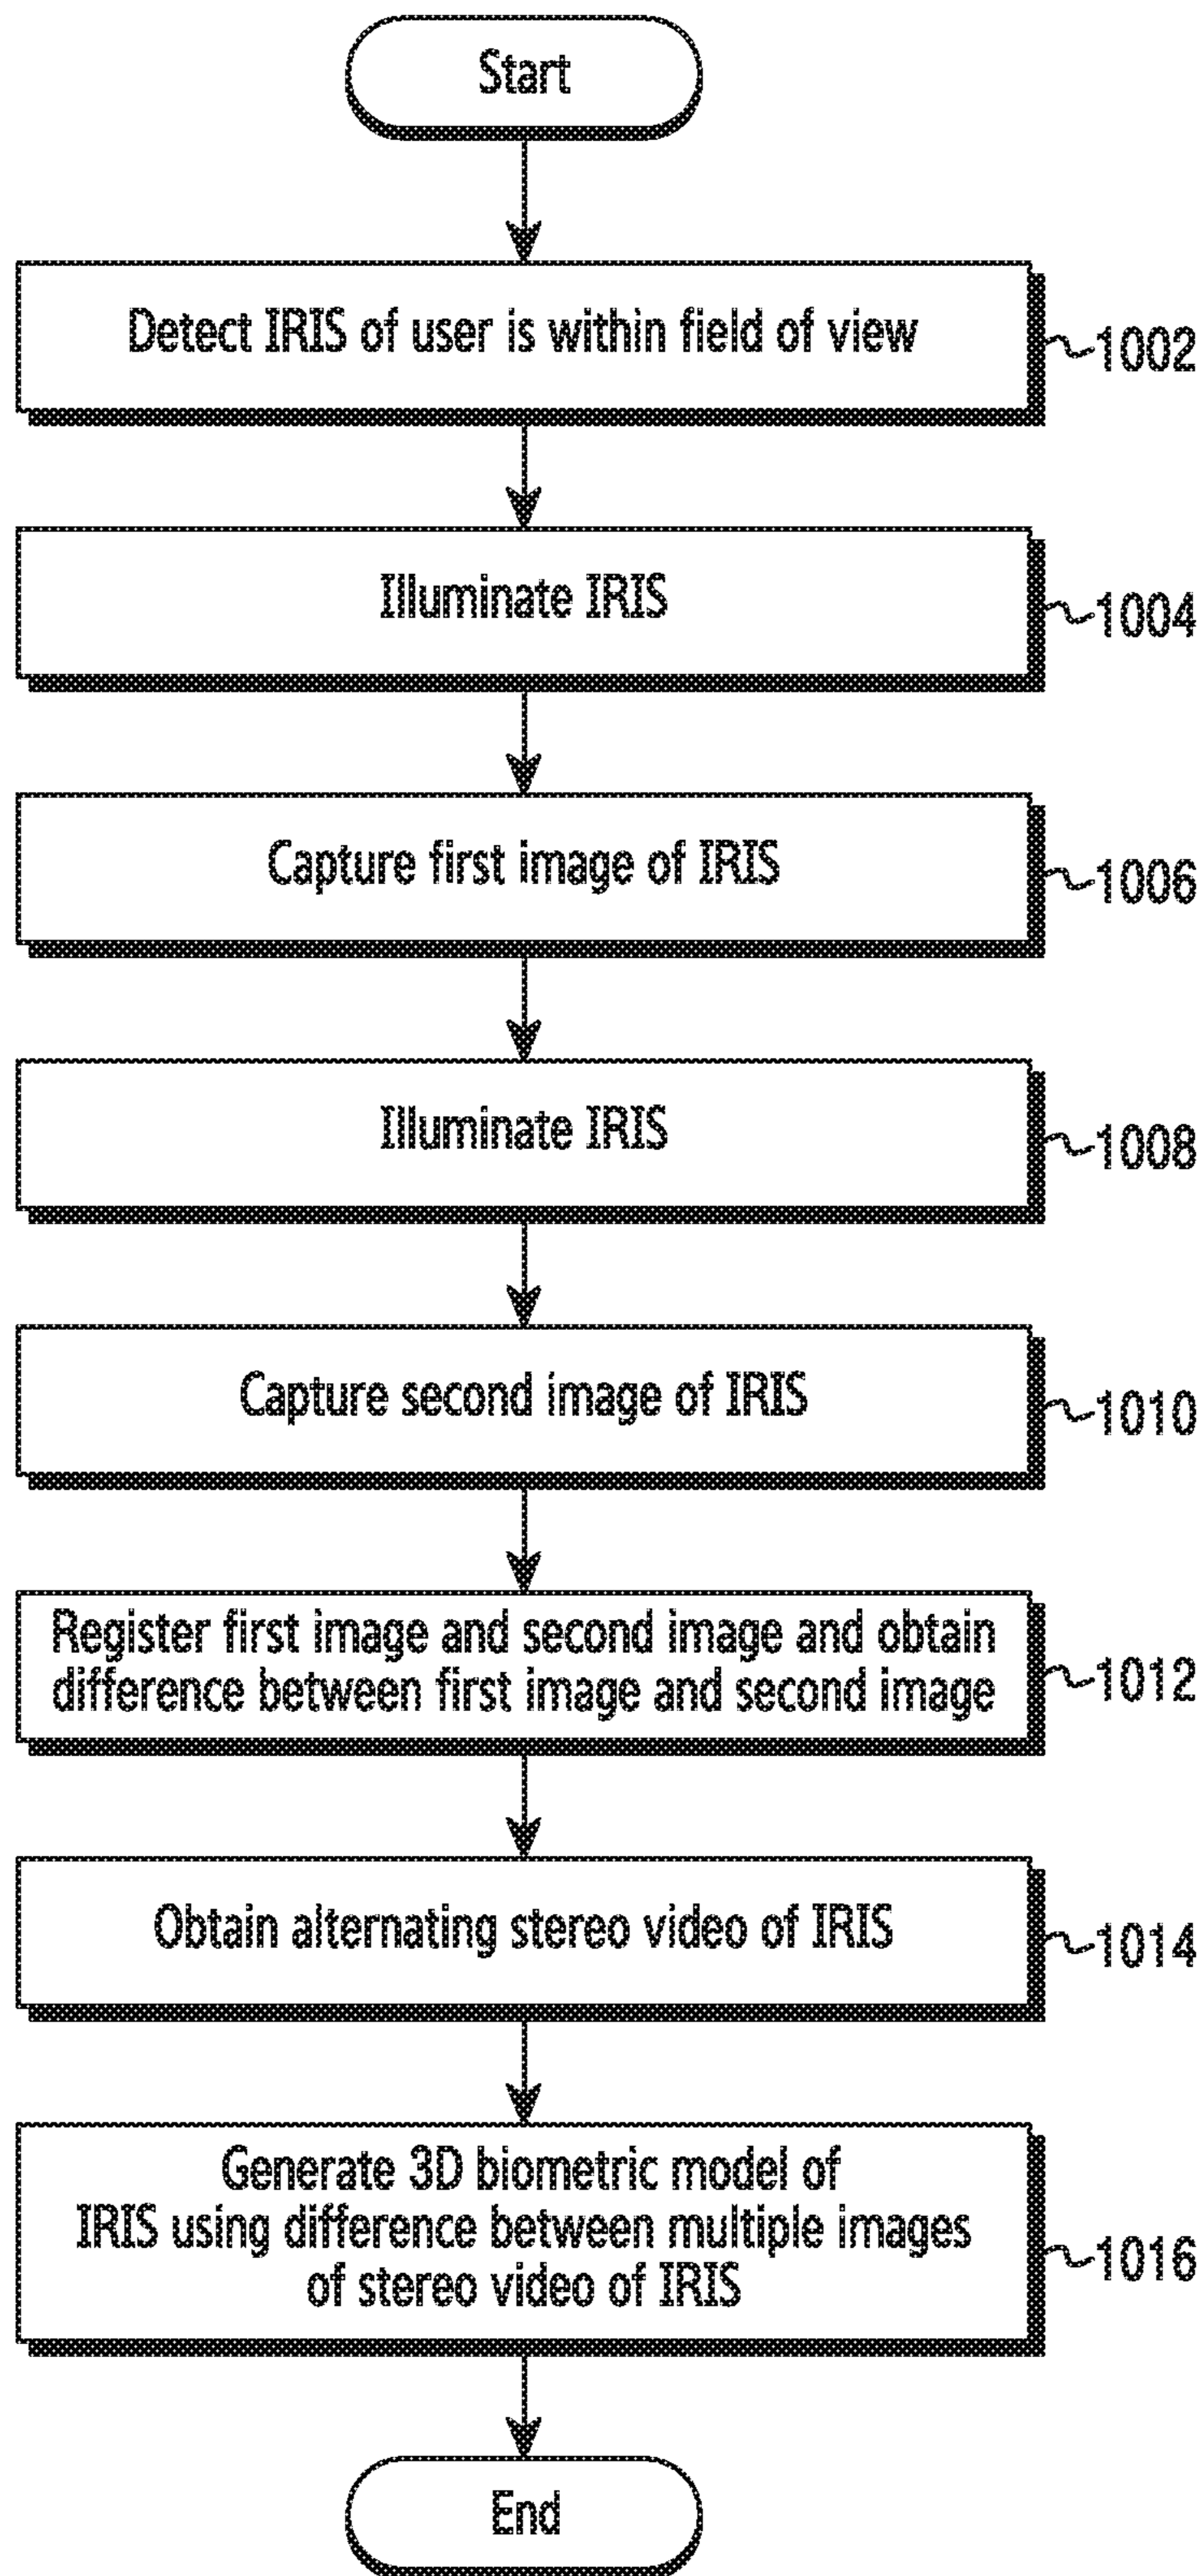 Start
Detect IRIS of user is within field of view
1002
Illuminate IRIS
1004
Capture first image of IRIS
1006
Illuminate IRIS
1008
Capture second image of IRIS
1010
Register first image and second image and obtain
difference between first image and second image
1012
Obtain alternating stereo video of IRIS
1014
Generate 3D biometric model of
IRIS using difference between multiple images
of stereo video of IRIS
1016
End